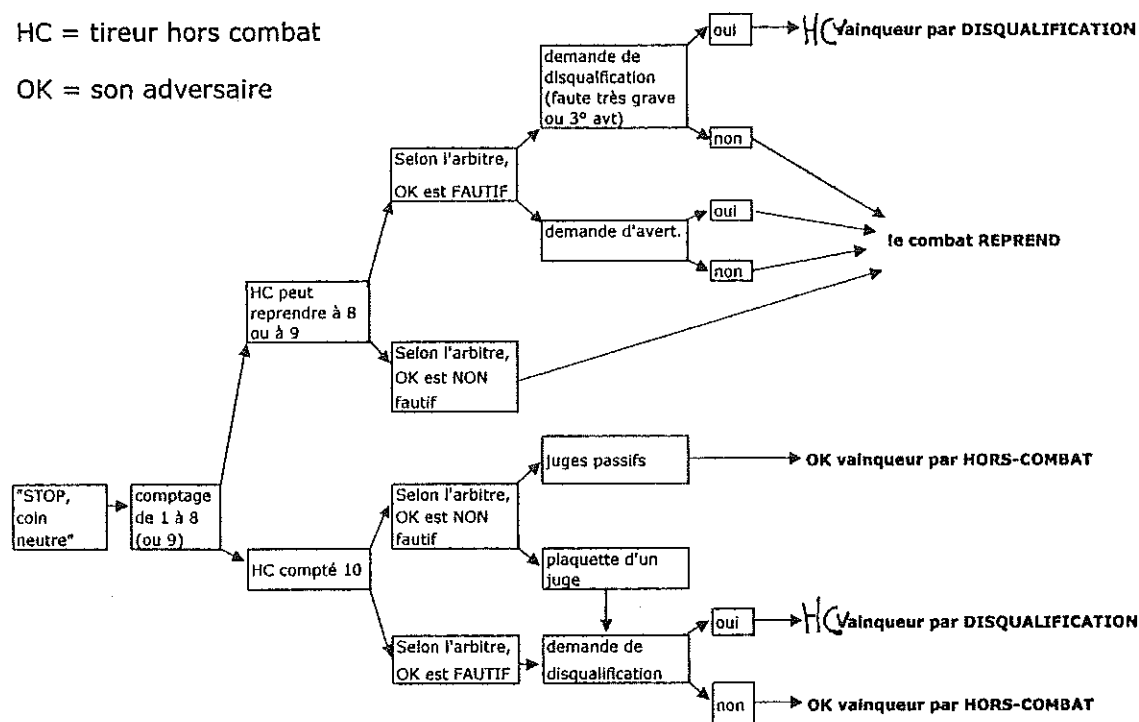 HC = tireur hors combat
OK = son adversaire
oui
HC vainqueur par DISQUALIFICATION
demande de
disqualfication
(faute très grave
ou 3° avt)
non
Selon l'arbitre,
OK est FAUTIF
demande d'avert.
oui
non
le combat REPREND
HC peut
reprendre à 8
ou à 9
Selon l'arbitre,
OK est NON
fautif
"STOP,
coin
neutre"
comptage
de 1 à 8
(ou 9)
HC compté 10
Selon l'arbitre,
OK est NON
fautif
Juges passifs
OK vainqueur par HORS-COMBAT
plaquette d'un
juge
Selon l'arbitre,
OK est FAUTIF
demande de
disqualification
oui
HC vainqueur par DISQUALIFICATION
non
OK vainqueur par HORS-COMBAT